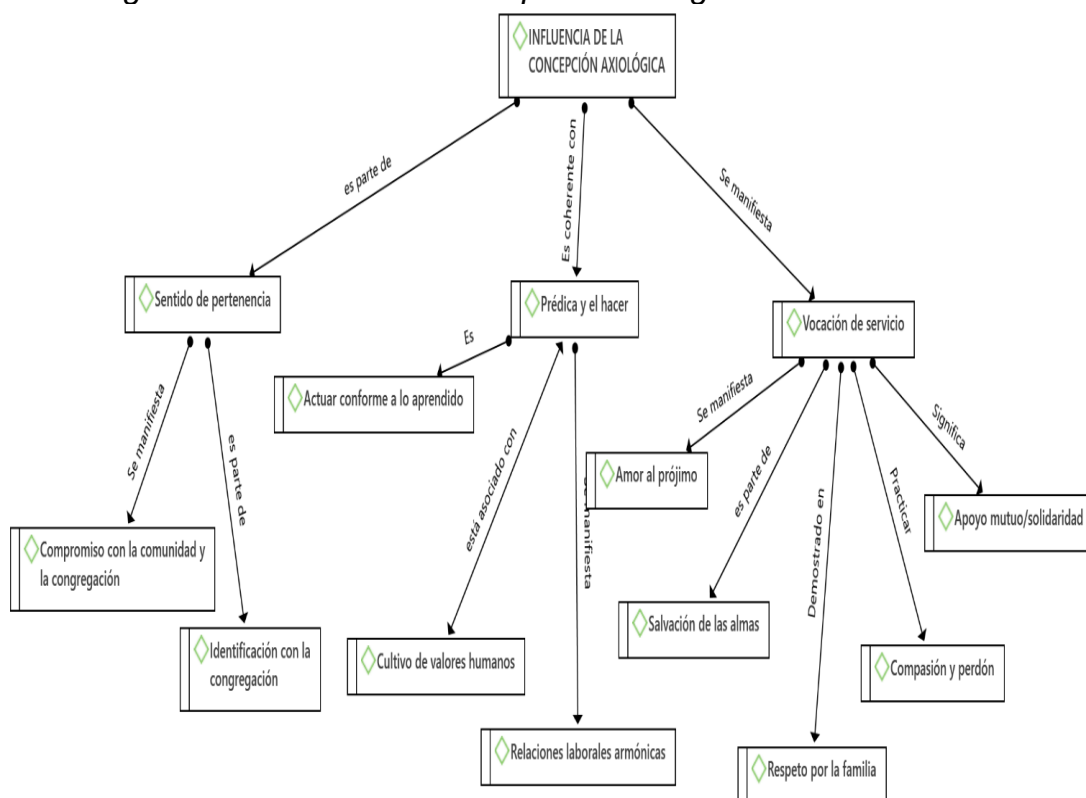 INFLUENCIA DE LA
CONCEPCIÓN AXIOLÓGICA
es parte de
Es coherente con
Se manifiesta
Sentido de pertenencia
Prédica y el hacer
Vocación de servicio
Es
Actuar conforme a lo aprendido
Se manifiesta
es parte de
está asociado con
manifiesta
Se manifiesta
es parte de
Demostrado en
Practicar
Significa
Amor al prójimo
Apoyo mutuo/solidaridad
Compromiso con la comunidad y
la congregación
Salvación de las almas
Identificación con la
congregación
Cultivo de valores humanos
Compasión y perdón
Relaciones laborales armónicas
Respeto por la familia